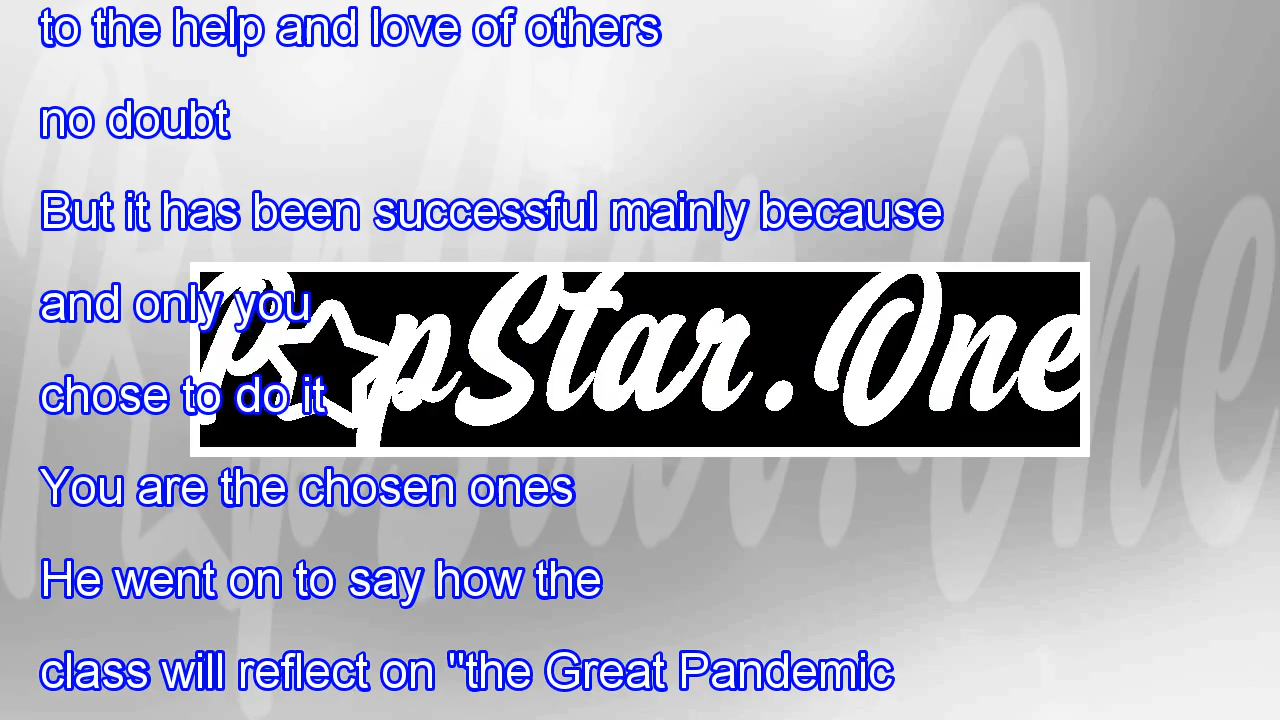 to the help and love of others
no doubt
But it has been successful mainly because
and only you
P☆pStar.One
chose to do it
You are the chosen ones
He went on to say how the
class will reflect on "the Great Pandemic